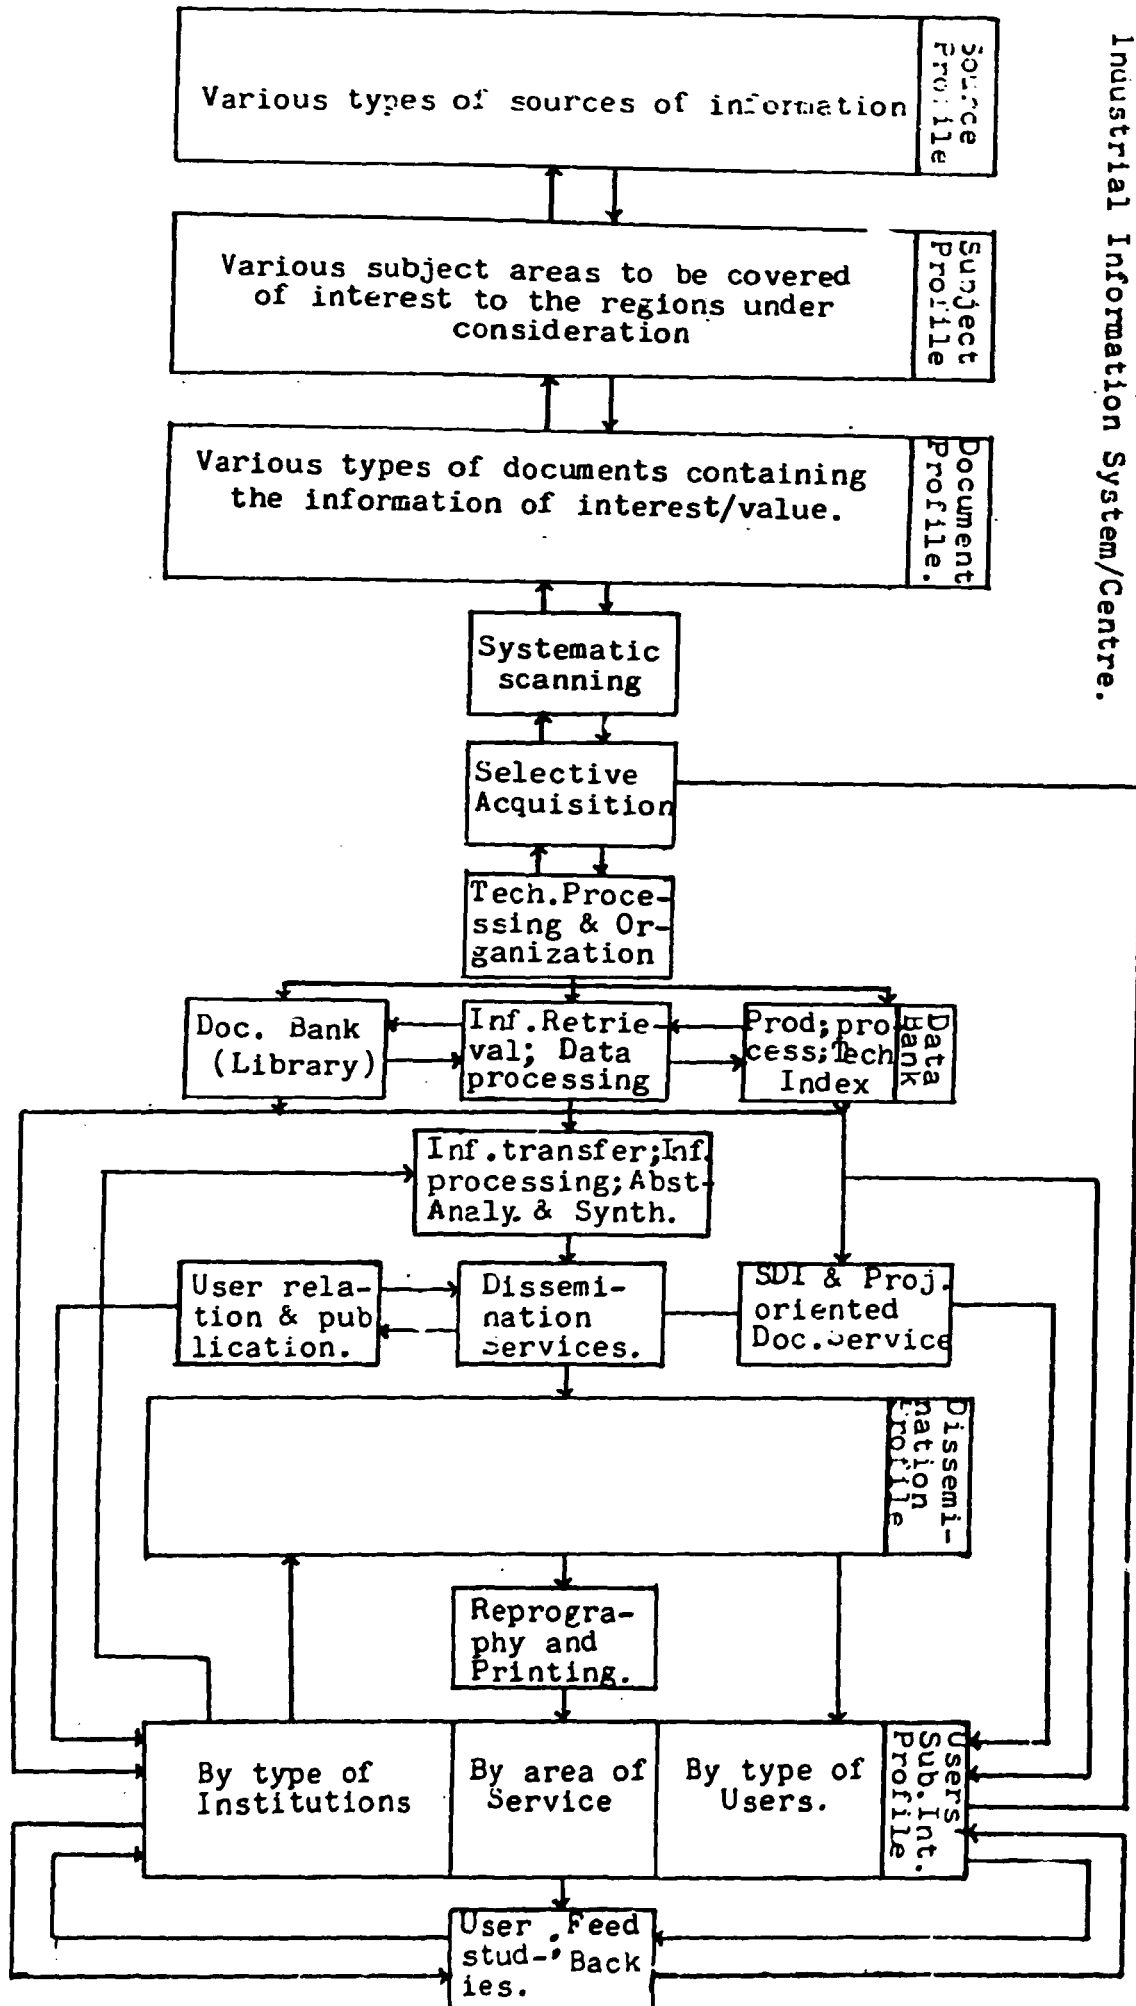 Industrial Information System/Centre.
Various types of sources of information
Source
Profile
Various subject areas to be covered
of interest to the regions under
consideration
Subject
Profile
Various types of documents containing
the information of interest/value.
Document
Profile.
Systematic
scanning
Selective
Acquisition
Tech.Proce-
ssing & Or-
ganization
Doc. Bank
(Library)
Inf.Retrie-
val; Data
processing
Prod;pro-
cess;Tech
Index
Data
Bank
Inf.transfer;Inf.
processing;Abst-
Analy. & Synth.
User rela-
tion & pub
lication.
Dissemi-
nation
Services.
SDI & Proj.
oriented
Doc.Service
Dissemi-
nation
Profile
Reprogra-
phy and
Printing.
By type of
Institutions
By area of
Service
By type of
Users.
Users
Sub.Int.
Profile
User
stud-
ies.
;
Feed
Back